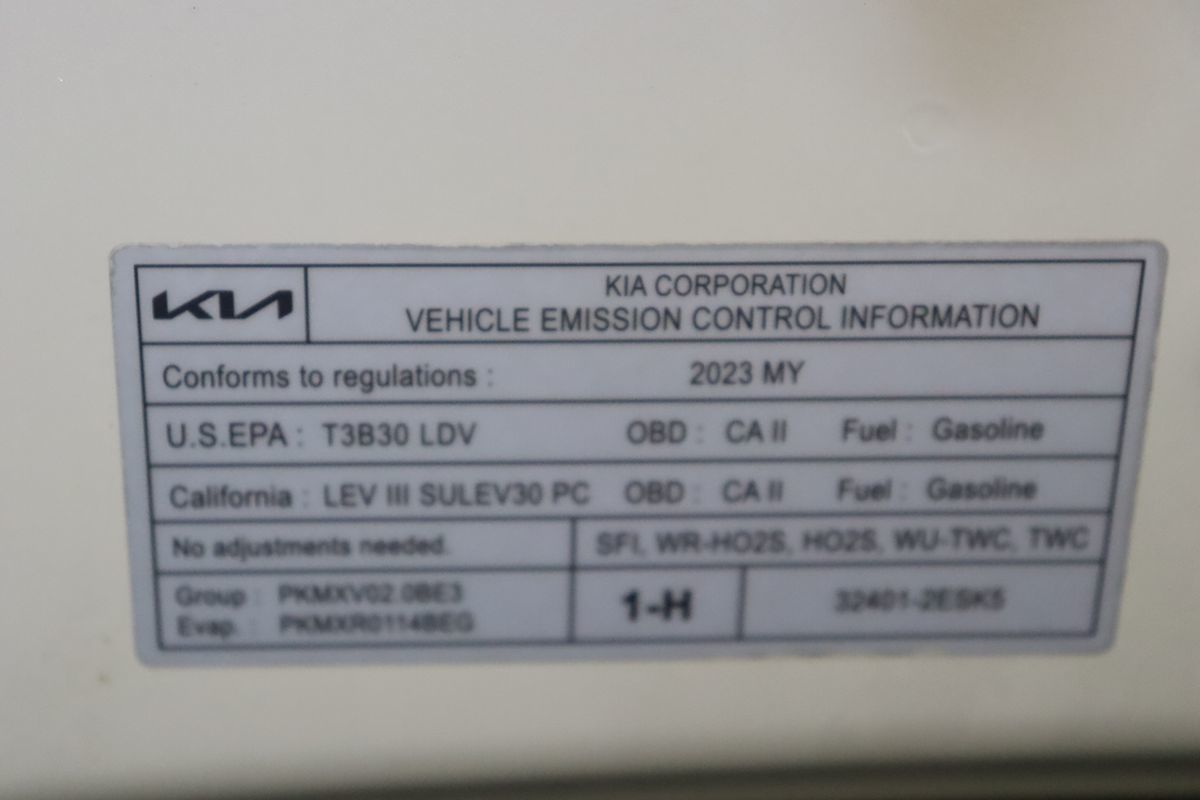 KIA
KIA CORPORATION
VEHICLE EMISSION CONTROL INFORMATION
Conforms to regulations : 2023 MY
U.S.EPA : T3B30 LDV OBD : CA II Fuel : Gasoline
California : LEV III SULEV30 PC OBD : CA II Fuel : Gasoline
No adjustments needed. SFI, WR-HO2S, HO2S, WU-TWC, TWC
Group : PKMXV02.0BE3
Evap. : PKMXR0114BEG
1-H
32401-2ESK5